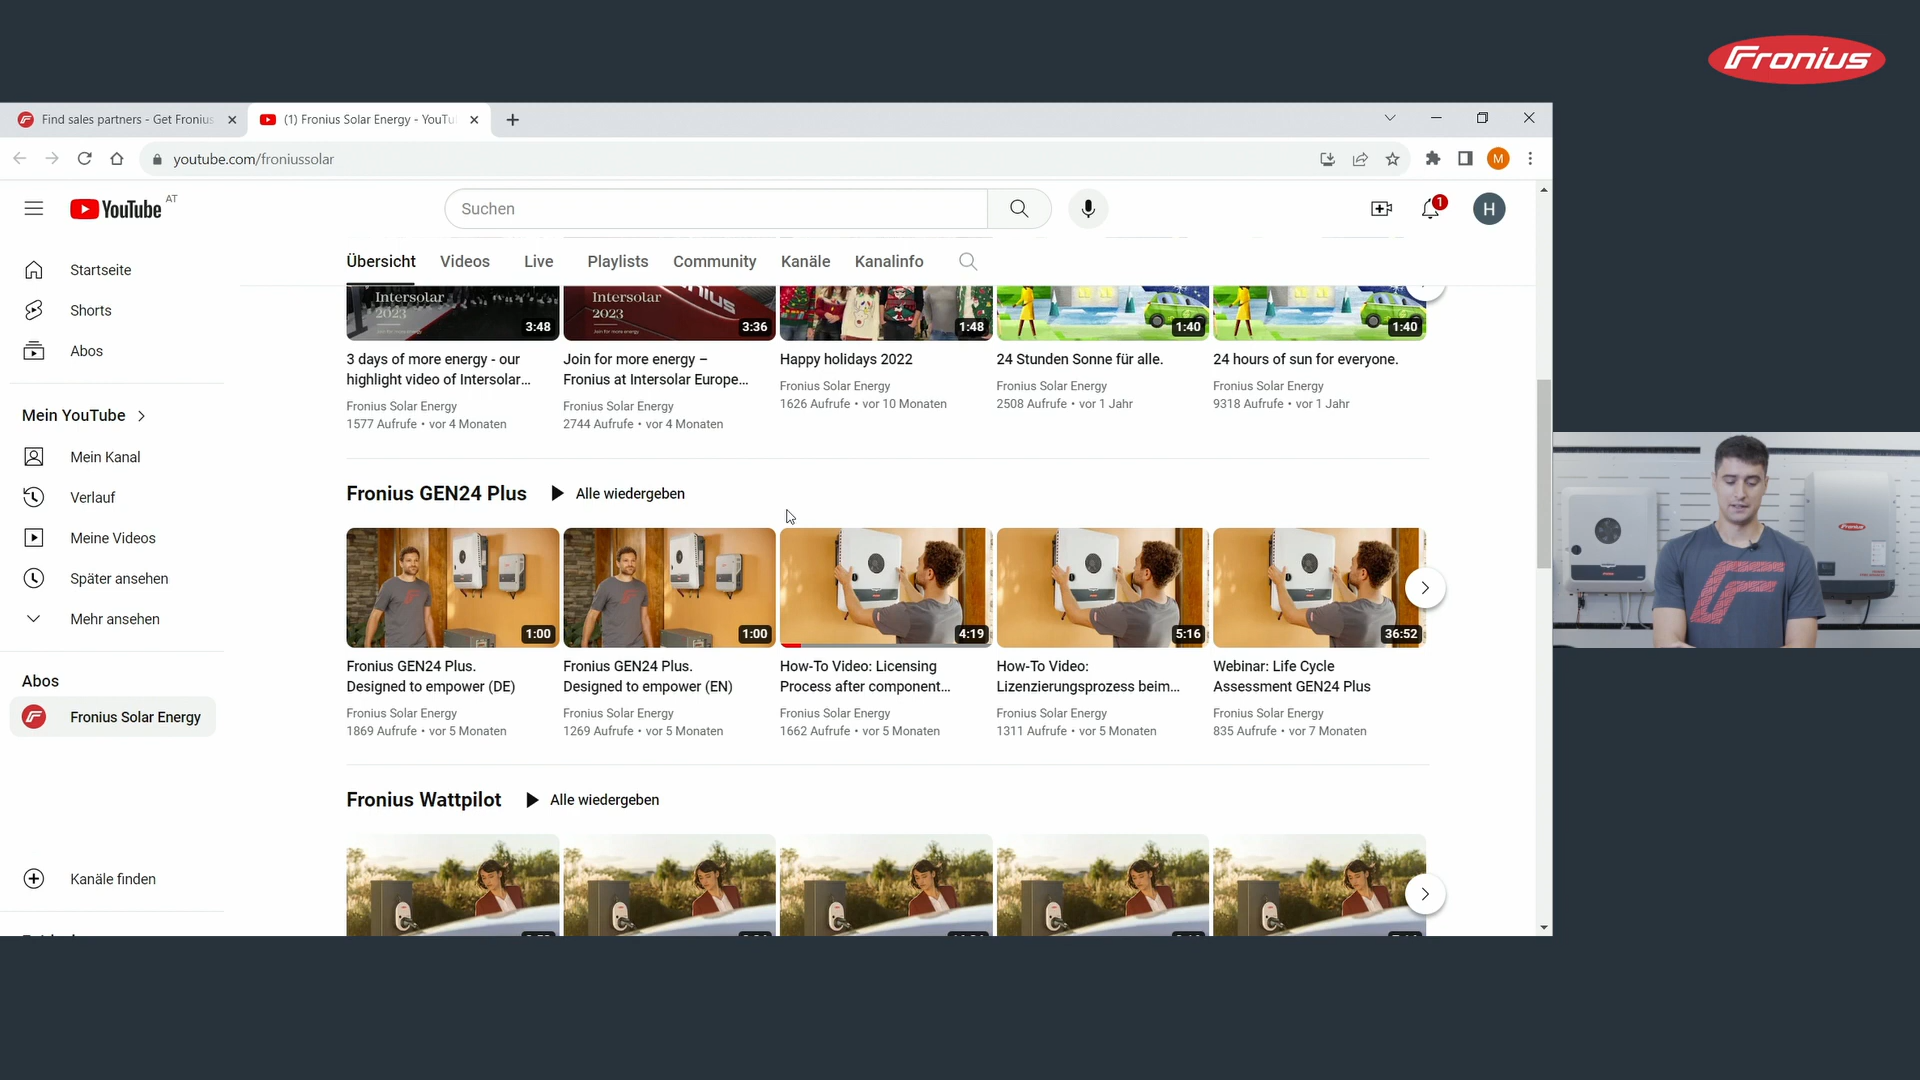 Fronius
Find sales partners - Get Fronius
(1) Fronius Solar Energy - YouTu
youtube.com/froniussolar
M
YouTube AT
Suchen
1
H
Startseite
Shorts
Abos
Mein YouTube
Mein Kanal
Verlauf
Meine Videos
Später ansehen
Mehr ansehen
Abos
Fronius Solar Energy
Kanäle finden
Übersicht Videos Live Playlists Community Kanäle Kanalinfo
Intersolar
2023
3:48
Intersolar
2023
3:36
1:48
1:40
1:40
3 days of more energy - our
highlight video of Intersolar...
Fronius Solar Energy
1577 Aufrufe • vor 4 Monaten
Join for more energy –
Fronius at Intersolar Europe...
Fronius Solar Energy
2744 Aufrufe • vor 4 Monaten
Happy holidays 2022
Fronius Solar Energy
1626 Aufrufe • vor 10 Monaten
24 Stunden Sonne für alle.
Fronius Solar Energy
2508 Aufrufe • vor 1 Jahr
24 hours of sun for everyone.
Fronius Solar Energy
9318 Aufrufe • vor 1 Jahr
Fronius GEN24 Plus
Alle wiedergeben
1:00
1:00
4:19
5:16
36:52
Fronius GEN24 Plus.
Designed to empower (DE)
Fronius Solar Energy
1869 Aufrufe • vor 5 Monaten
Fronius GEN24 Plus.
Designed to empower (EN)
Fronius Solar Energy
1269 Aufrufe • vor 5 Monaten
How-To Video: Licensing
Process after component...
Fronius Solar Energy
1662 Aufrufe • vor 5 Monaten
How-To Video:
Lizenzierungsprozess beim...
Fronius Solar Energy
1311 Aufrufe • vor 5 Monaten
Webinar: Life Cycle
Assessment GEN24 Plus
Fronius Solar Energy
835 Aufrufe • vor 7 Monaten
Fronius Wattpilot
Alle wiedergeben
Fronius